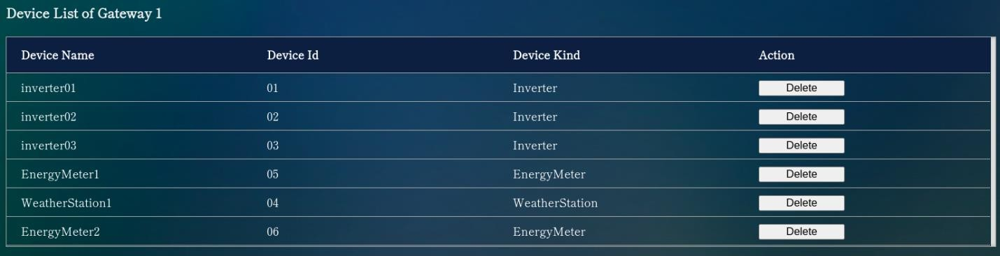 Device List of Gateway 1
Device Name Device Id Device Kind Action
inverter01 01 Inverter Delete
inverter02 02 Inverter Delete
inverter03 03 Inverter Delete
EnergyMeter1 05 EnergyMeter Delete
WeatherStation1 04 WeatherStation Delete
EnergyMeter2 06 EnergyMeter Delete